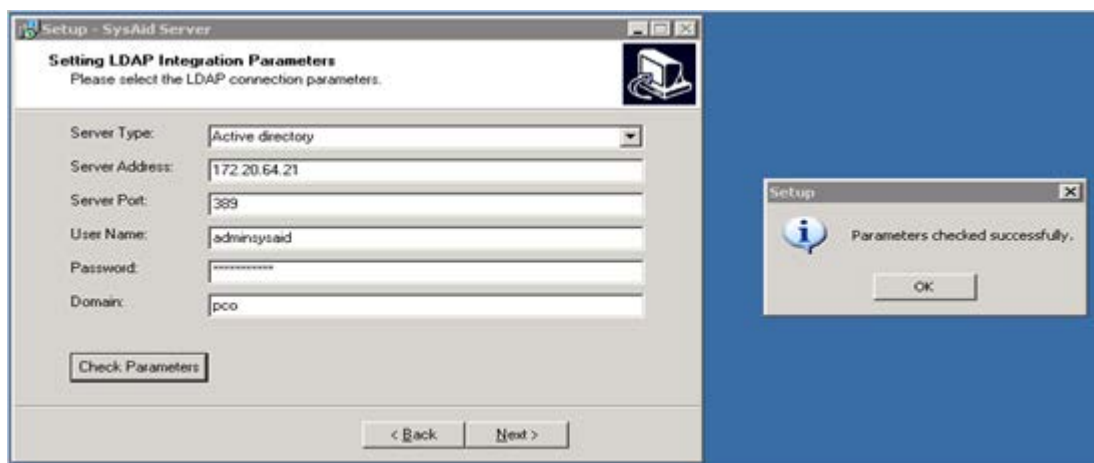 Setup - SysAid Server
Setting LDAP Integration Parameters
Please select the LDAP connection parameters.
Server Type:
Active directory
Server Address:
172.20.64.21
Server Port:
389
User Name:
adminsysaid
Password:
Domain:
pco
Check Parameters
< Back
Next >
Setup
Parameters checked successfully.
OK